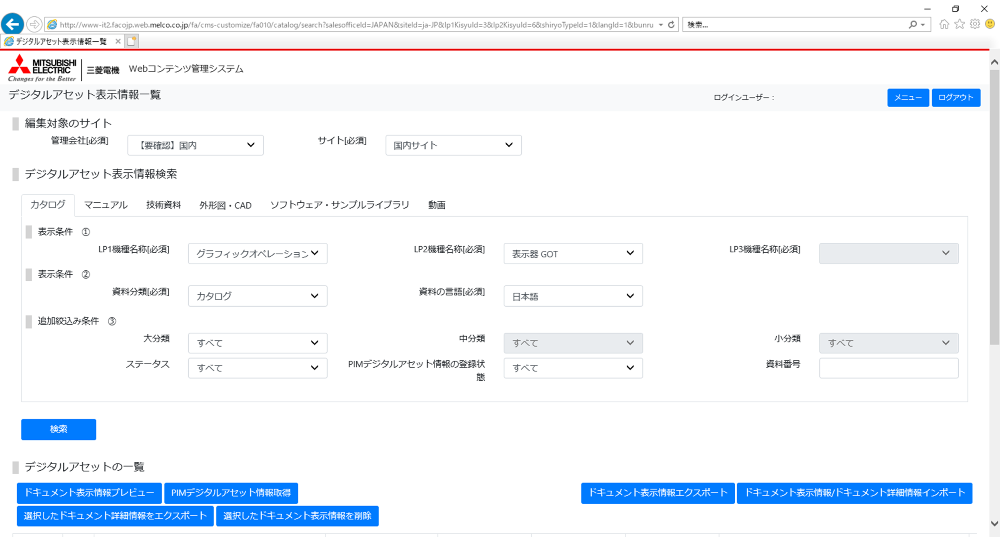 http://www-it2.facojp.web.melco.co.jp/fa/cms-customize/fa010/catalog/search?salesofficeId=JAPAN&siteId=ja-JP&lp1KisyuId=3&lp2KisyuId=6&shiryoTypeId=1&langId=1&bunru
検索...
デジタルアセット表示情報一覧
MITSUBISHI ELECTRIC
Changes for the Better
三菱電機 Webコンテンツ管理システム
デジタルアセット表示情報一覧 ログインユーザー： メニュー ログアウト
編集対象のサイト
管理会社[必須] 【要確認】国内 サイト[必須] 国内サイト
デジタルアセット表示情報検索
カタログ マニュアル 技術資料 外形図・CAD ソフトウェア・サンプルライブラリ 動画
表示条件 ①
LP1機種名称[必須] グラフィックオペレーション LP2機種名称[必須] 表示器 GOT LP3機種名称[必須]
表示条件 ②
資料分類[必須] カタログ 資料の言語[必須] 日本語
追加絞込み条件 ③
大分類 すべて 中分類 すべて 小分類 すべて
ステータス すべて PIMデジタルアセット情報の登録状態 すべて 資料番号
検索
デジタルアセットの一覧
ドキュメント表示情報プレビュー PIMデジタルアセット情報取得 ドキュメント表示情報エクスポート ドキュメント表示情報/ドキュメント詳細情報インポート
選択したドキュメント詳細情報をエクスポート 選択したドキュメント表示情報を削除